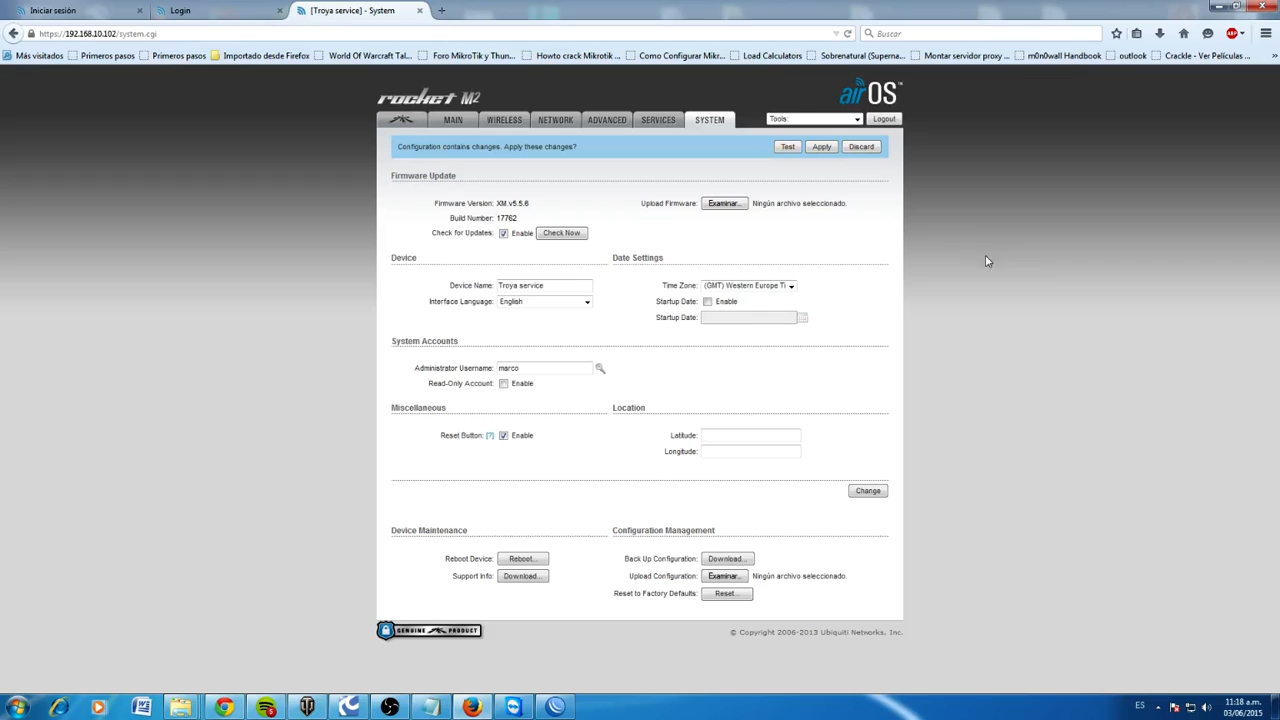 Iniciar sesión
Login
[Troya service] - System
https://192.168.10.102/system.cgi
Buscar
Más visitados
Primeros pasos
Primeros pasos
Importado desde Firefox
World Of Warcraft Tal...
Foro MikroTik y Thun...
Howto crack Mikrotik ...
Como Configurar Mikr...
Load Calculators
Sobrenatural (Superna...
Montar servidor proxy ...
m0n0wall Handbook
outlook
Crackle - Ver Películas ...
ABP
rocket M2
airOS™
MAIN
WIRELESS
NETWORK
ADVANCED
SERVICES
SYSTEM
Tools:
Logout
Configuration contains changes. Apply these changes?
Test
Apply
Discard
Firmware Update
Firmware Version: XM.v5.5.6
Upload Firmware: Examinar... Ningún archivo seleccionado.
Build Number: 17762
Check for Updates: Enable Check Now
Device
Date Settings
Device Name: Troya service
Time Zone: (GMT) Western Europe Ti
Interface Language: English
Startup Date: Enable
Startup Date:
System Accounts
Administrator Username: marco
Read-Only Account: Enable
Miscellaneous
Location
Reset Button: [?] Enable
Latitude:
Longitude:
Change
Device Maintenance
Configuration Management
Reboot Device: Reboot...
Back Up Configuration: Download...
Support Info: Download...
Upload Configuration: Examinar... Ningún archivo seleccionado.
Reset to Factory Defaults: Reset...
GENUINE PRODUCT
© Copyright 2006-2013 Ubiquiti Networks, Inc.
ES
11:18 a.m.
03/06/2015